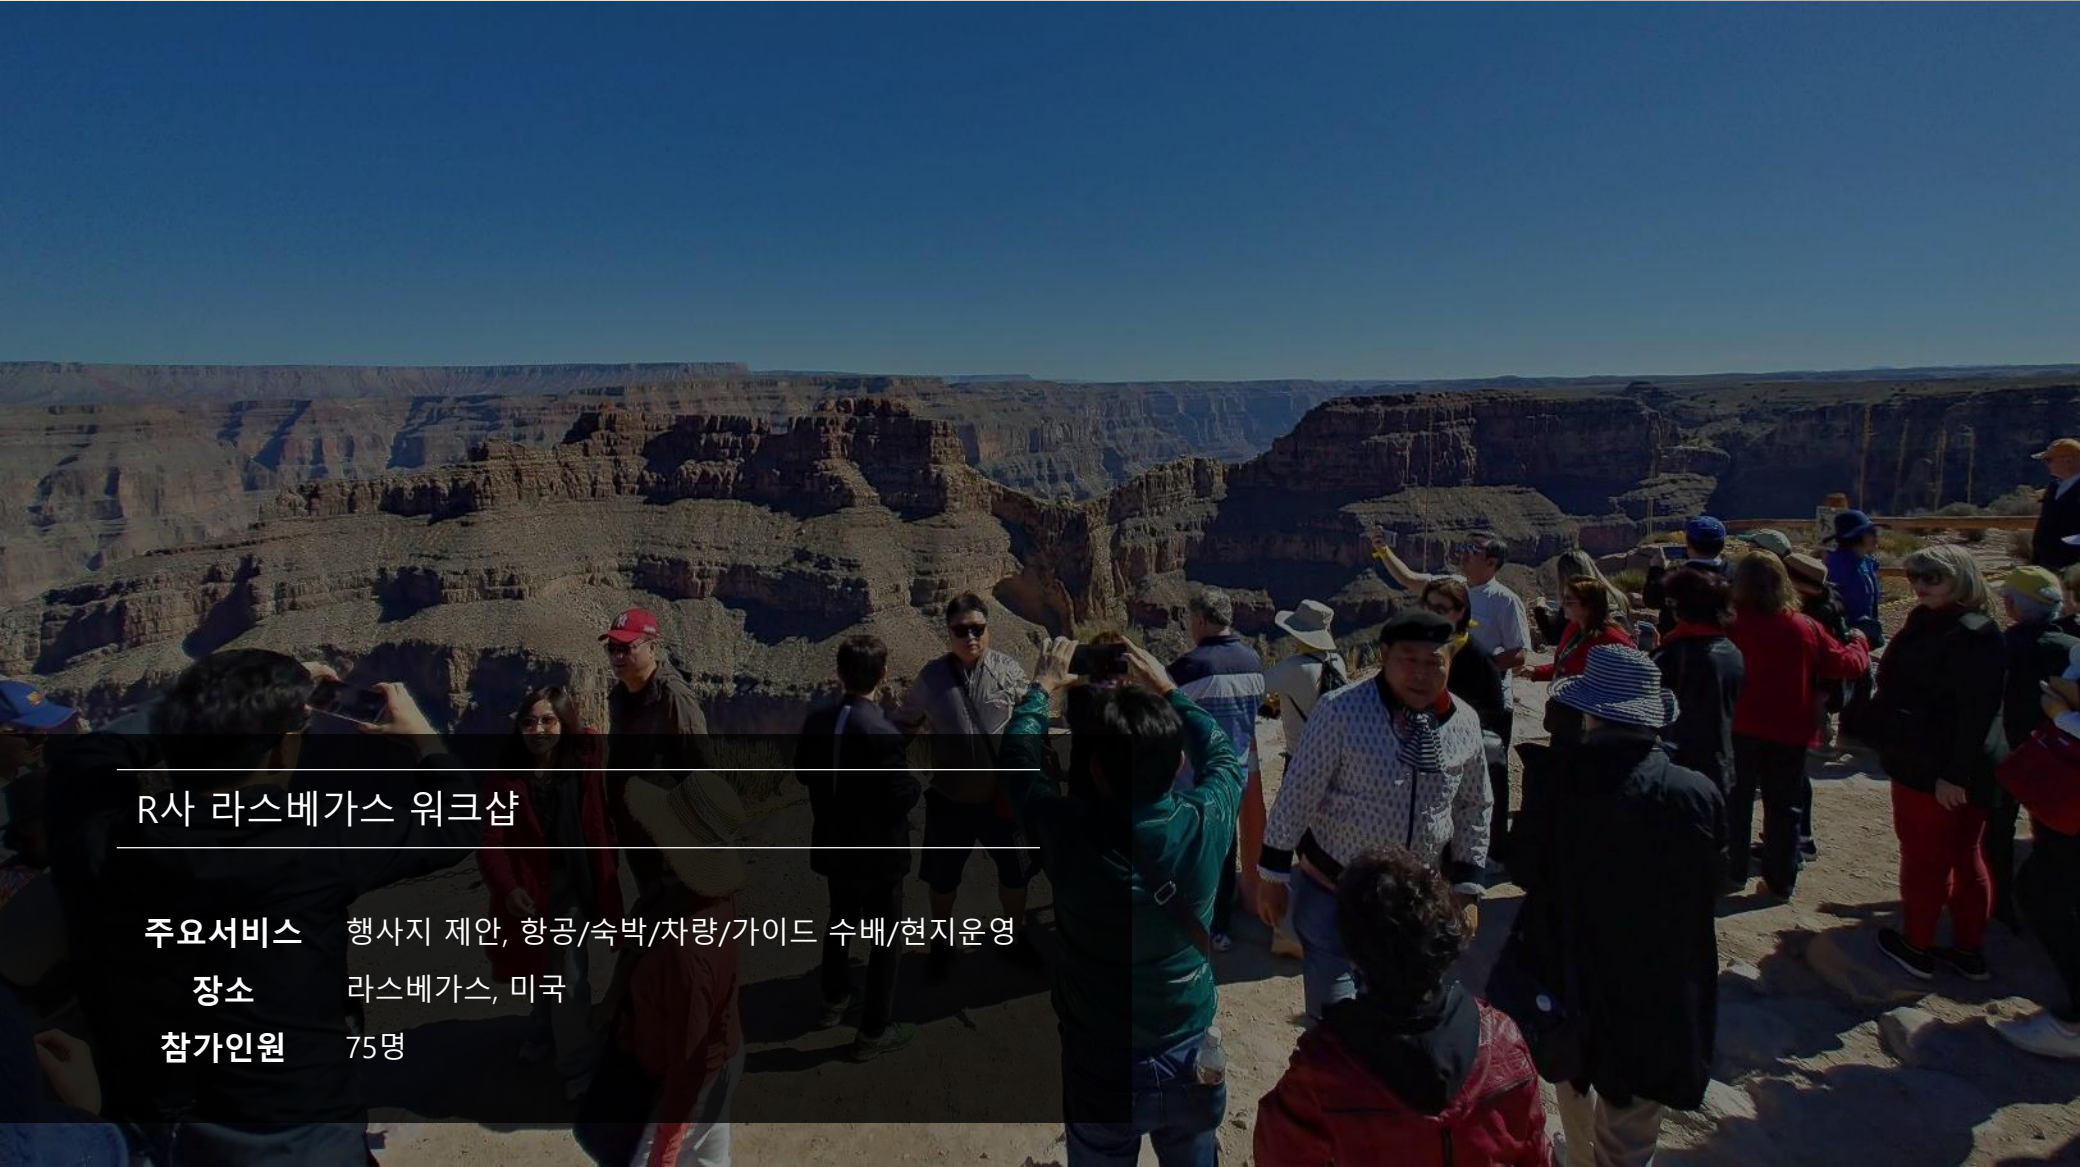 R사 라스베가스 워크샵
주요서비스 행사지 제안, 항공/숙박/차량/가이드 수배/현지운영
장소 라스베가스, 미국
참가인원 75명